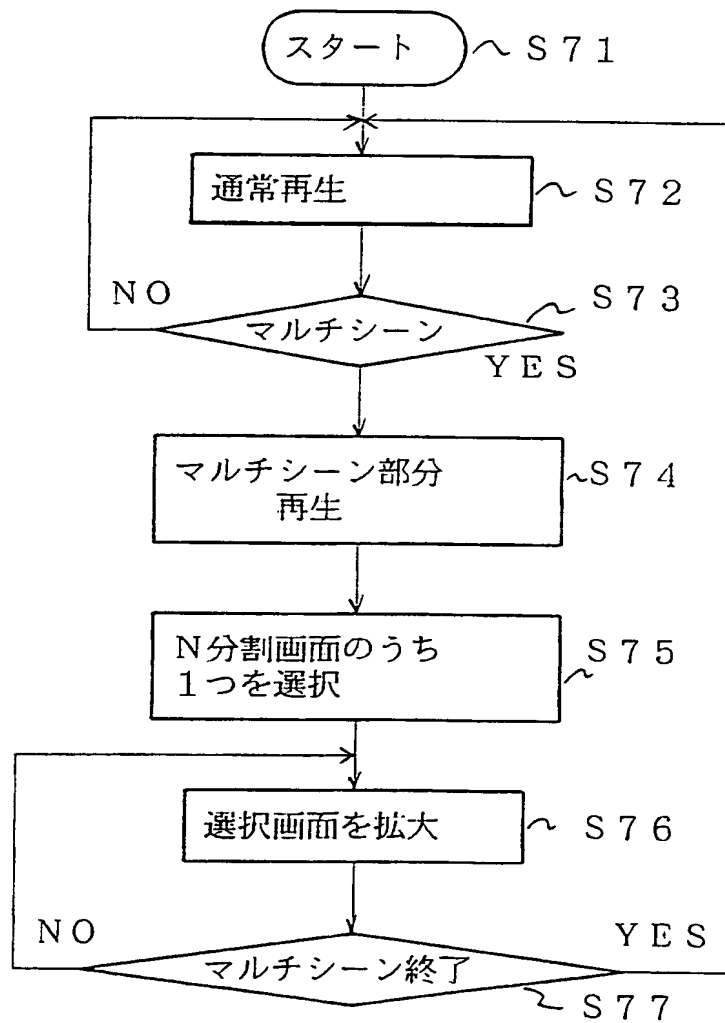 スタート
S71
通常再生
S72
NO
S73
マルチシーン
YES
マルチシーン部分
再生
S74
N分割画面のうち
1つを選択
S75
選択画面を拡大
S76
NO
YES
マルチシーン終了
S77